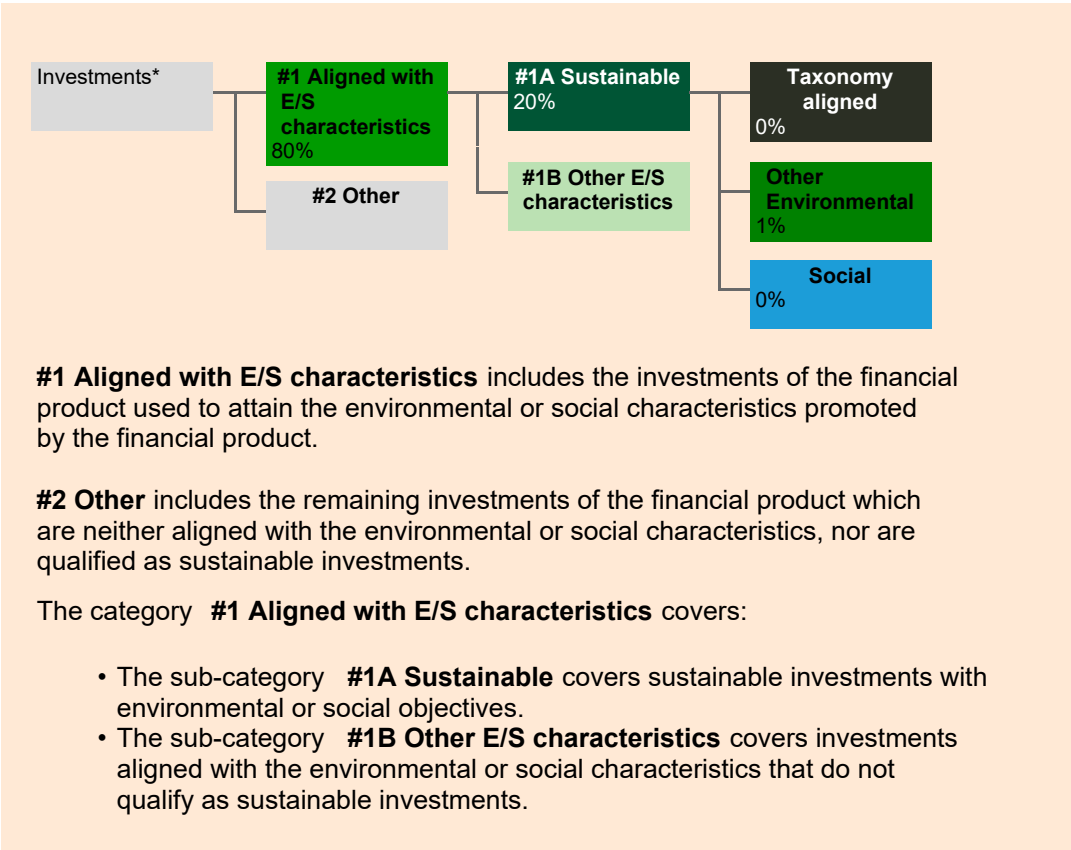 Investments*
#1 Aligned with
E/S
characteristics
80%
#2 Other
#1A Sustainable
20%
#1B Other E/S
characteristics
Taxonomy
aligned
0%
Other
Environmental
1%
Social
0%
#1 Aligned with E/S characteristics includes the investments of the financial
product used to attain the environmental or social characteristics promoted
by the financial product.
#2 Other includes the remaining investments of the financial product which
are neither aligned with the environmental or social characteristics, nor are
qualified as sustainable investments.
The category #1 Aligned with E/S characteristics covers:
• The sub-category #1A Sustainable covers sustainable investments with
environmental or social objectives.
• The sub-category #1B Other E/S characteristics covers investments
aligned with the environmental or social characteristics that do not
qualify as sustainable investments.